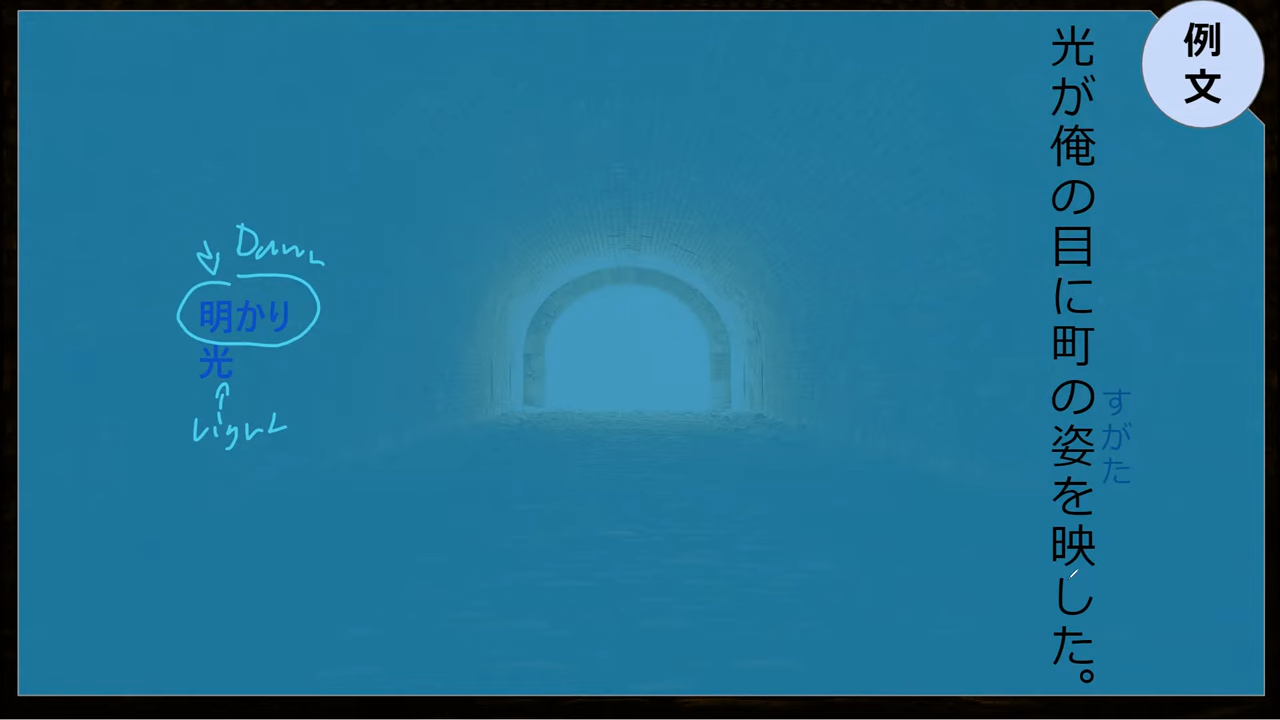 例
文
光が俺の目に町の姿を映した。
すがた
明かり
光
Light